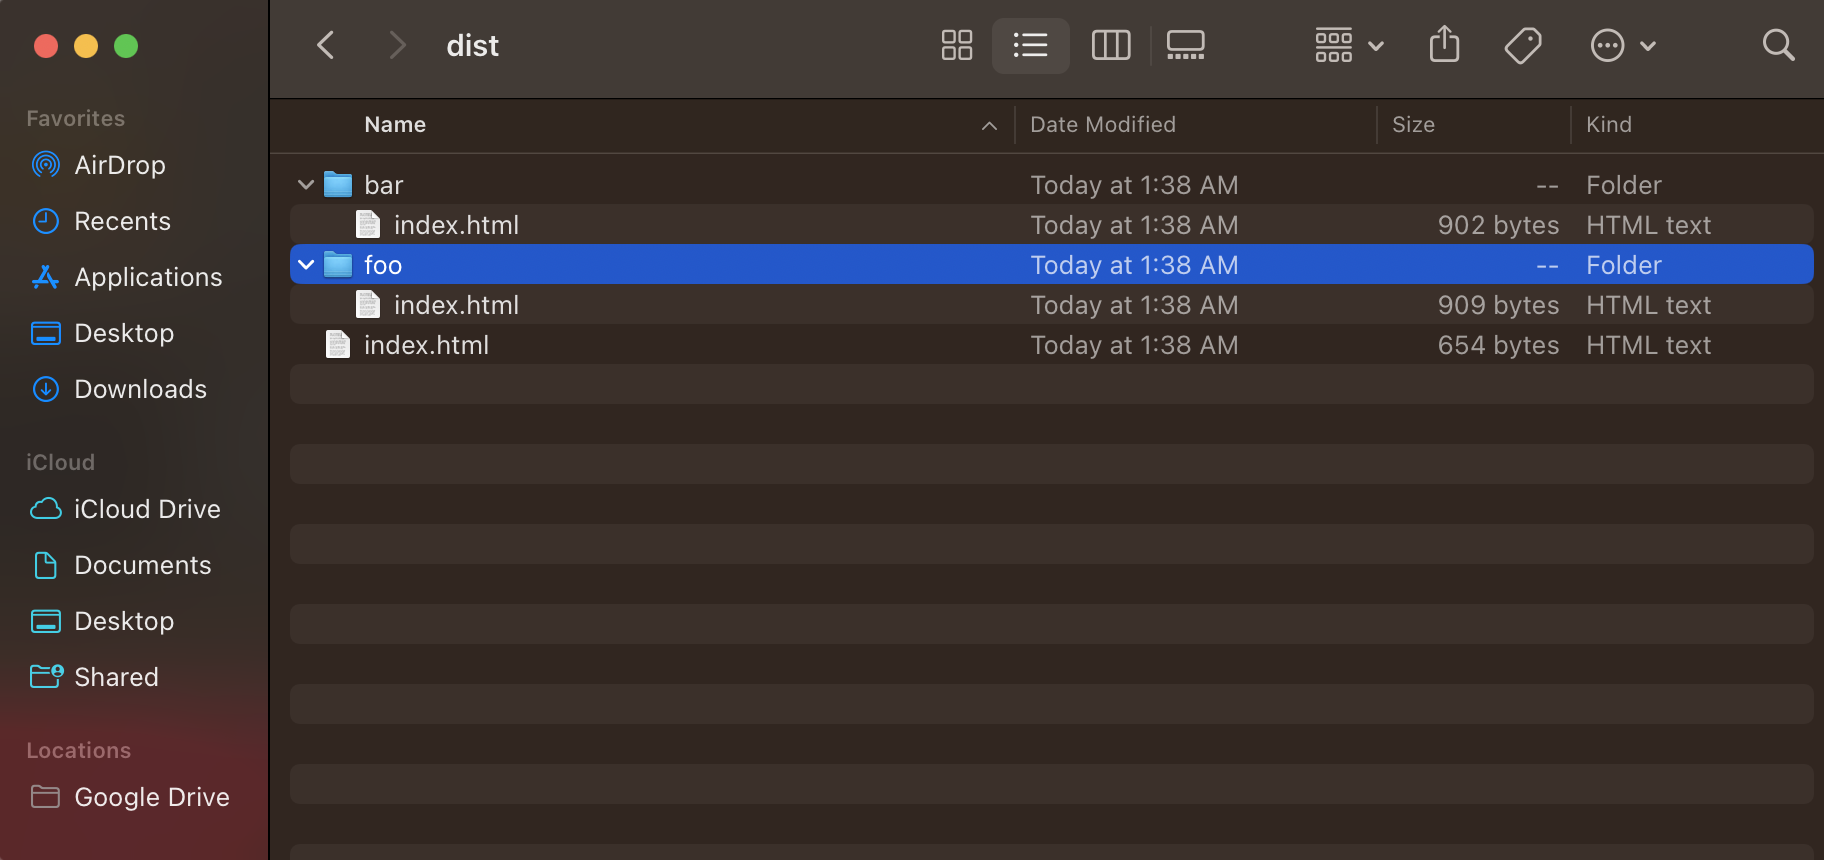 dist
Favorites
AirDrop
Recents
Applications
Desktop
Downloads
iCloud
iCloud Drive
Documents
Desktop
Shared
Locations
Google Drive
Name Date Modified Size Kind
bar Today at 1:38 AM -- Folder
index.html Today at 1:38 AM 902 bytes HTML text
foo Today at 1:38 AM -- Folder
index.html Today at 1:38 AM 909 bytes HTML text
index.html Today at 1:38 AM 654 bytes HTML text